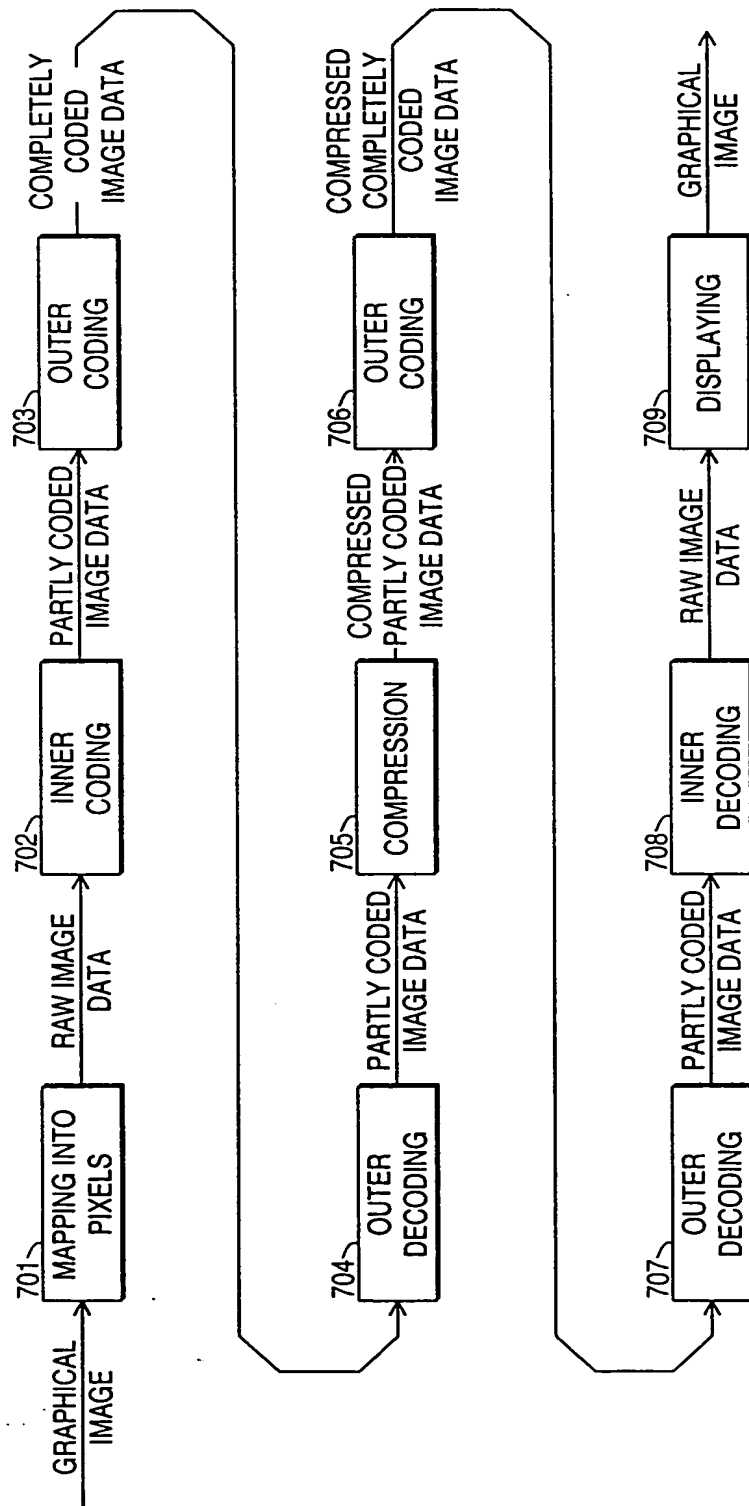 GRAPHICAL
IMAGE
701
MAPPING INTO
PIXELS
RAW IMAGE
DATA
702
INNER
CODING
PARTLY CODED
IMAGE DATA
703
OUTER
CODING
COMPLETELY
CODED
IMAGE DATA
704
OUTER
DECODING
PARTLY CODED
IMAGE DATA
705
COMPRESSION
COMPRESSED
PARTLY CODED
IMAGE DATA
706
OUTER
CODING
COMPRESSED
COMPLETELY
CODED
IMAGE DATA
707
OUTER
DECODING
PARTLY CODED
IMAGE DATA
708
INNER
DECODING
RAW IMAGE
DATA
709
DISPLAYING
GRAPHICAL
IMAGE